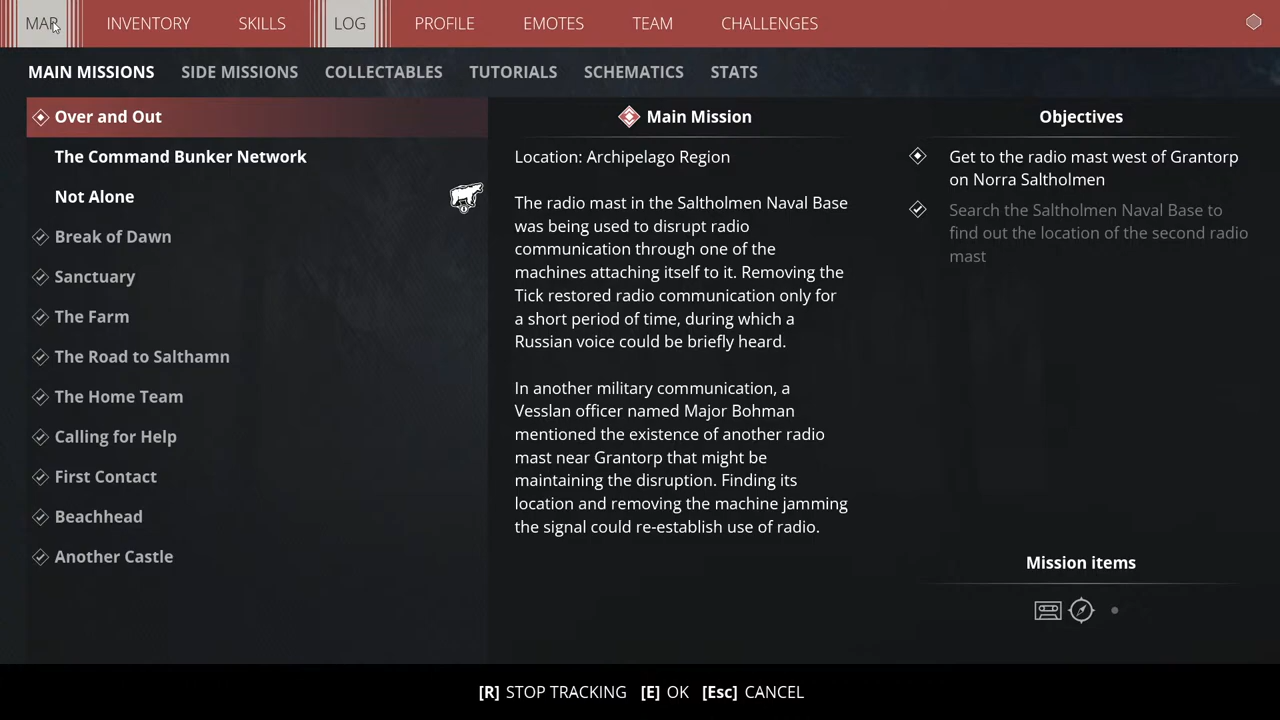 MAP INVENTORY SKILLS LOG PROFILE EMOTES TEAM CHALLENGES
MAIN MISSIONS SIDE MISSIONS COLLECTABLES TUTORIALS SCHEMATICS STATS
Over and Out
The Command Bunker Network
Not Alone
Break of Dawn
Sanctuary
The Farm
The Road to Salthamn
The Home Team
Calling for Help
First Contact
Beachhead
Another Castle
Main Mission
Location: Archipelago Region
The radio mast in the Saltholmen Naval Base
was being used to disrupt radio
communication through one of the
machines attaching itself to it. Removing the
Tick restored radio communication only for
a short period of time, during which a
Russian voice could be briefly heard.
In another military communication, a
Vesslan officer named Major Bohman
mentioned the existence of another radio
mast near Grantorp that might be
maintaining the disruption. Finding its
location and removing the machine jamming
the signal could re-establish use of radio.
Objectives
Get to the radio mast west of Grantorp
on Norra Saltholmen
Search the Saltholmen Naval Base to
find out the location of the second radio
mast
Mission items
[R] STOP TRACKING [E] OK [Esc] CANCEL